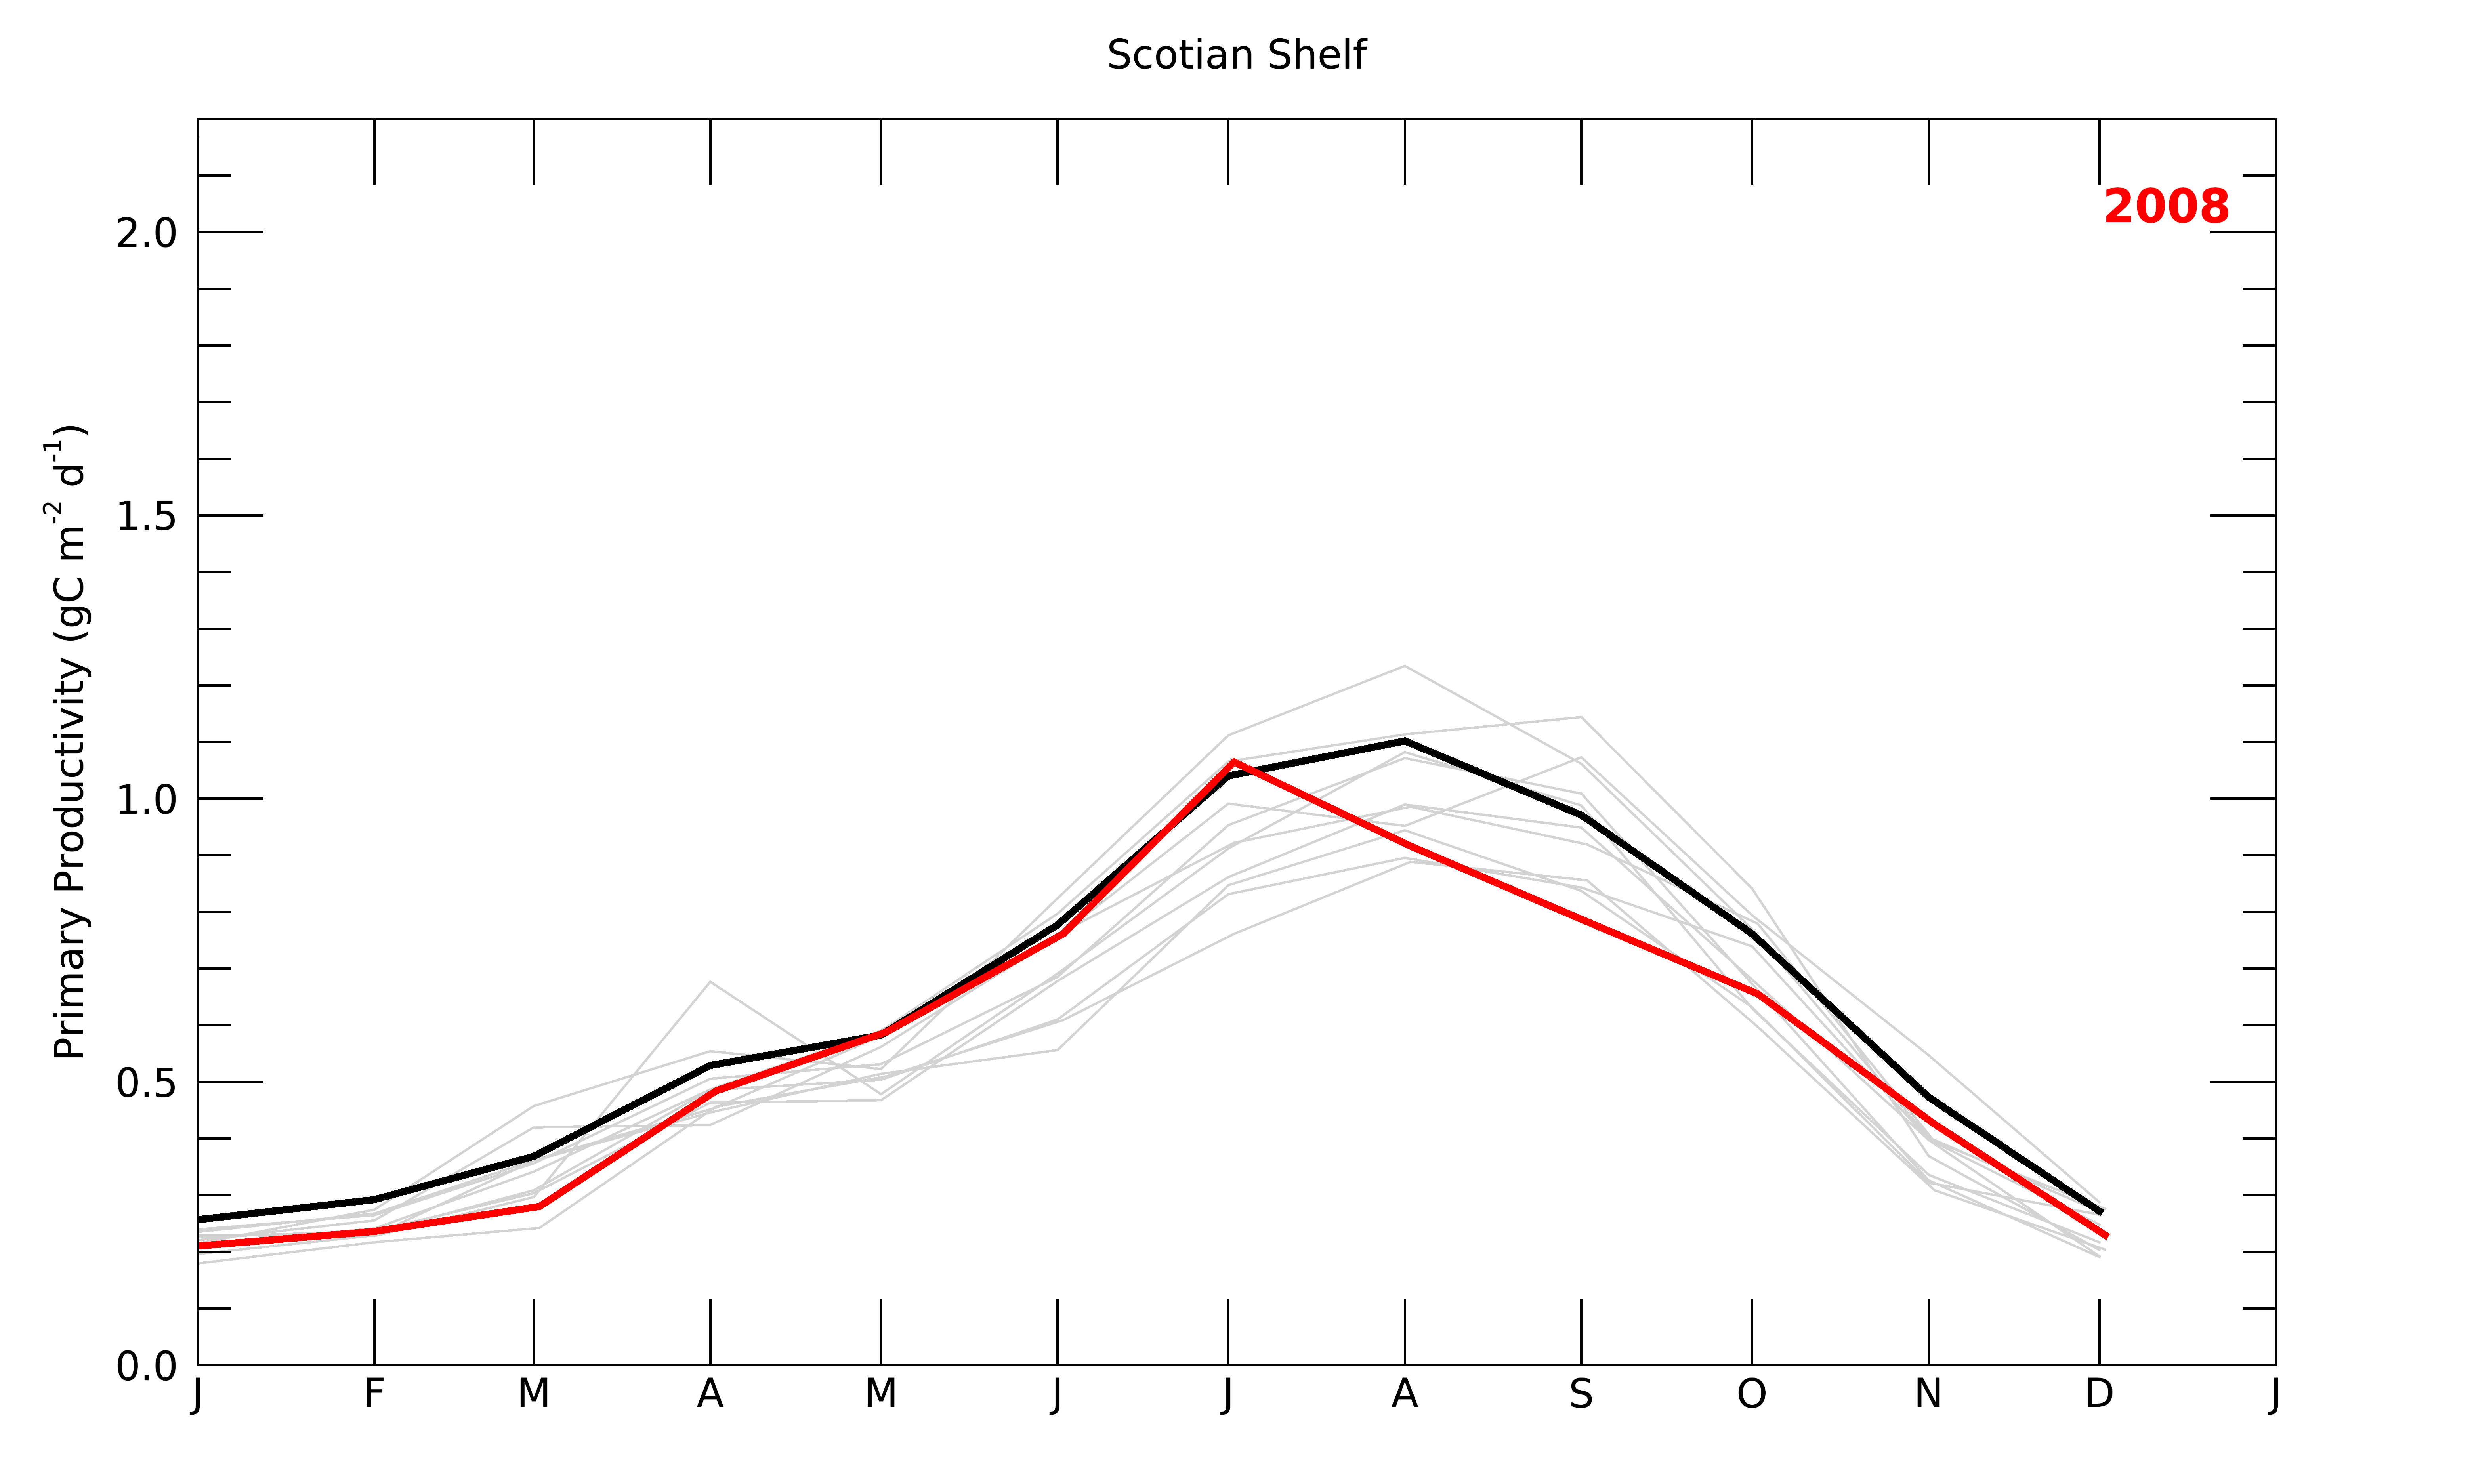 Scotian Shelf
2008
Primary Productivity (gC m-2 d-1)
2.0
1.5
1.0
0.5
0.0
J F M A M J J A S O N D J